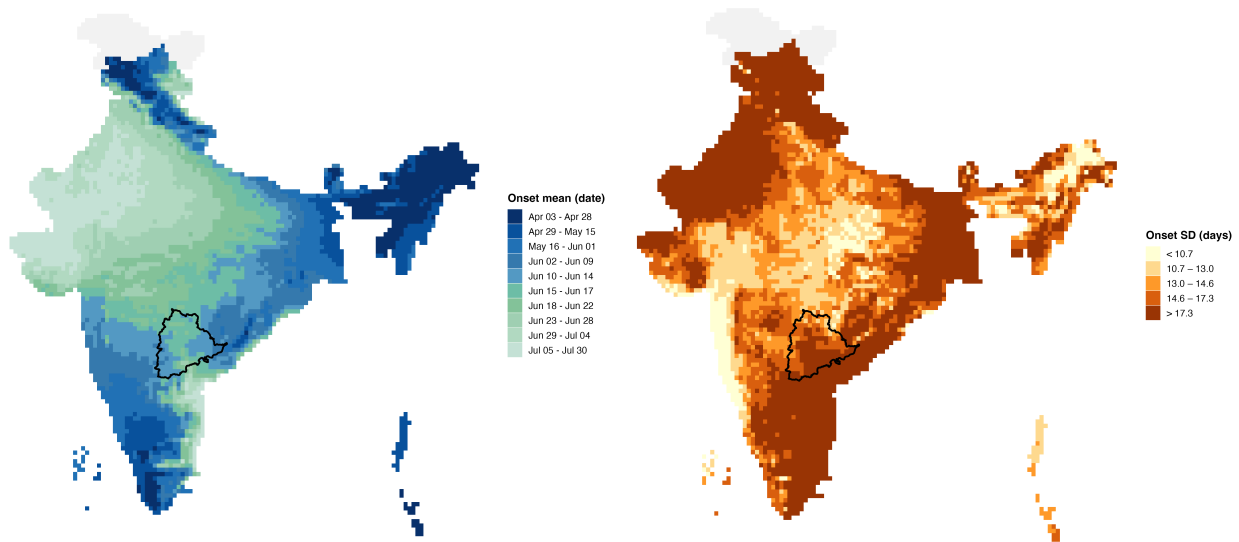 Onset mean (date)
Apr 03 - Apr 28
Apr 29 - May 15
May 16 - Jun 01
Jun 02 - Jun 09
Jun 10 - Jun 14
Jun 15 - Jun 17
Jun 18 - Jun 22
Jun 23 - Jun 28
Jun 29 - Jul 04
Jul 05 - Jul 30
Onset SD (days)
< 10.7
10.7 – 13.0
13.0 – 14.6
14.6 – 17.3
> 17.3